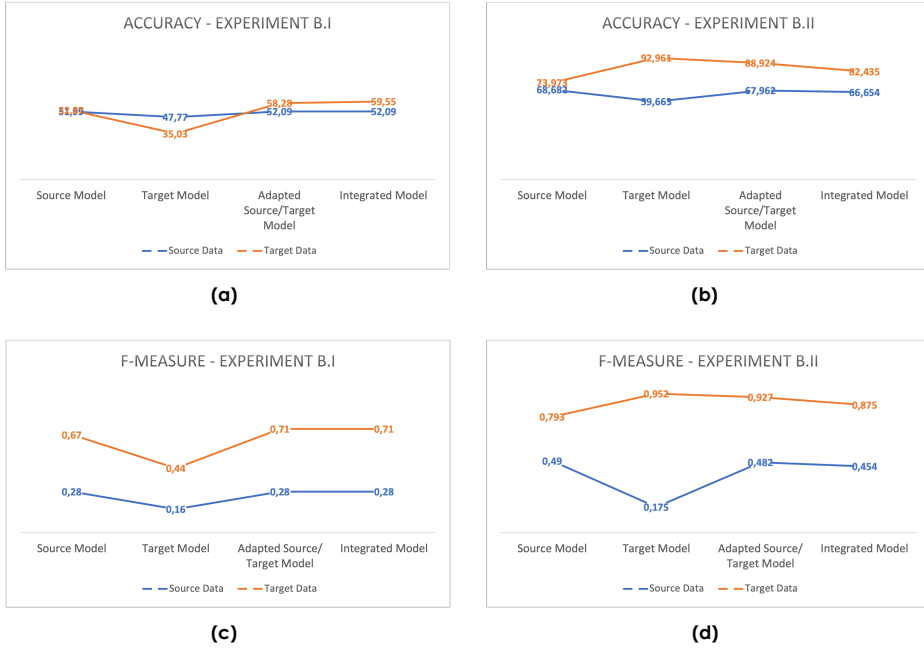 ACCURACY - EXPERIMENT B.I
58,28
59,55
47,77
52,09
52,09
35,03
Source Model
Target Model
Adapted
Source/Target
Model
Integrated Model
Source Data
Target Data
(a)
ACCURACY - EXPERIMENT B.II
92,961
88,924
82,435
73,973
68,682
67,962
66,654
59,665
Source Model
Target Model
Adapted
Source/Target
Model
Integrated Model
Source Data
Target Data
(b)
F-MEASURE - EXPERIMENT B.I
0,67
0,44
0,71
0,71
0,28
0,16
0,28
0,28
Source Model
Target Model
Adapted Source/
Target Model
Integrated Model
Source Data
Target Data
(c)
F-MEASURE - EXPERIMENT B.II
0,793
0,952
0,927
0,875
0,49
0,175
0,482
0,454
Source Model
Target Model
Adapted Source/
Target Model
Integrated Model
Source Data
Target Data
(d)